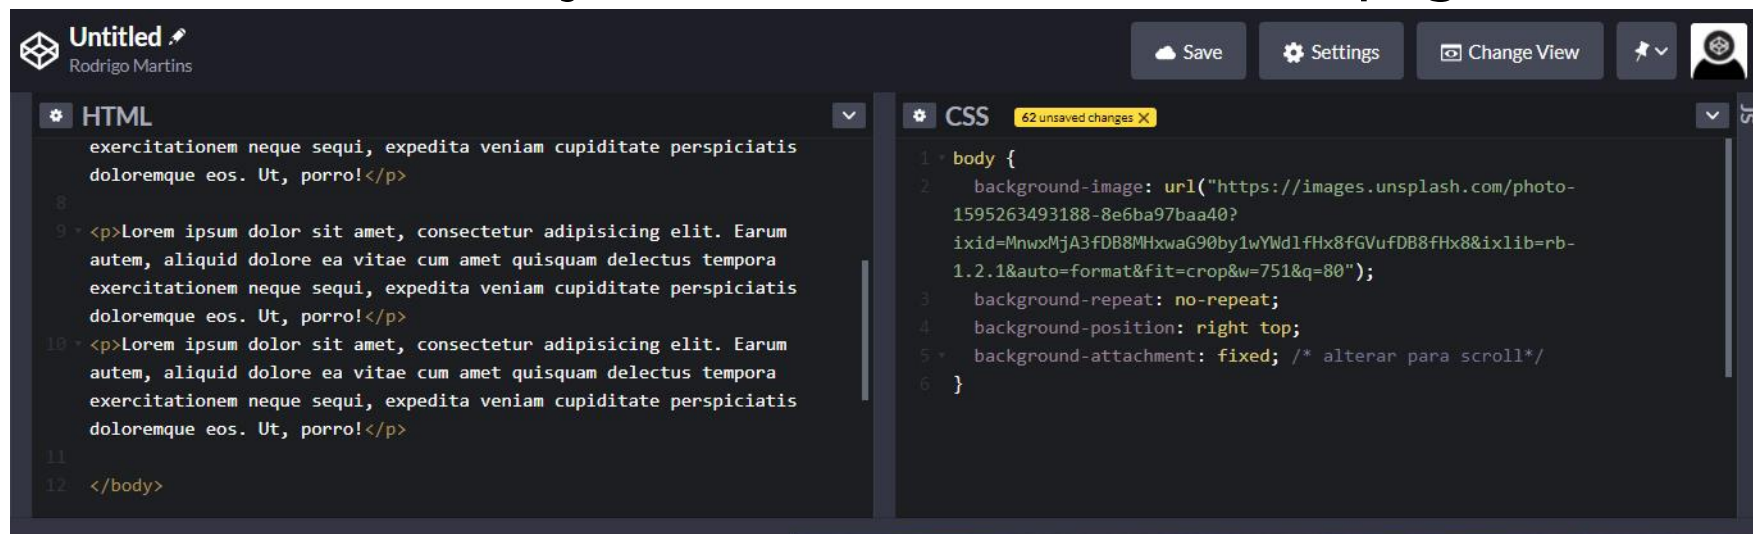 Untitled
Rodrigo Martins
Save
Settings
Change View
HTML
exercitationem neque sequi, expedita veniam cupiditate perspiciatis
doloremque eos. Ut, porro!</p>
8
9 <p>Lorem ipsum dolor sit amet, consectetur adipisicing elit. Earum
autem, aliquid dolore ea vitae cum amet quisquam delectus tempora
exercitationem neque sequi, expedita veniam cupiditate perspiciatis
doloremque eos. Ut, porro!</p>
10 <p>Lorem ipsum dolor sit amet, consectetur adipisicing elit. Earum
autem, aliquid dolore ea vitae cum amet quisquam delectus tempora
exercitationem neque sequi, expedita veniam cupiditate perspiciatis
doloremque eos. Ut, porro!</p>
11
12 </body>
CSS
62 unsaved changes X
1 body {
2 background-image: url("https://images.unsplash.com/photo-
1595263493188-8e6ba97baa40?
ixid=MnwxMjA3fDB8MHxwaG90by1wYWdlfHx8fGVufDB8fHx8&ixlib=rb-
1.2.1&auto=format&fit=crop&w=751&q=80");
3 background-repeat: no-repeat;
4 background-position: right top;
5 background-attachment: fixed; /* alterar para scroll*/
6 }
JS